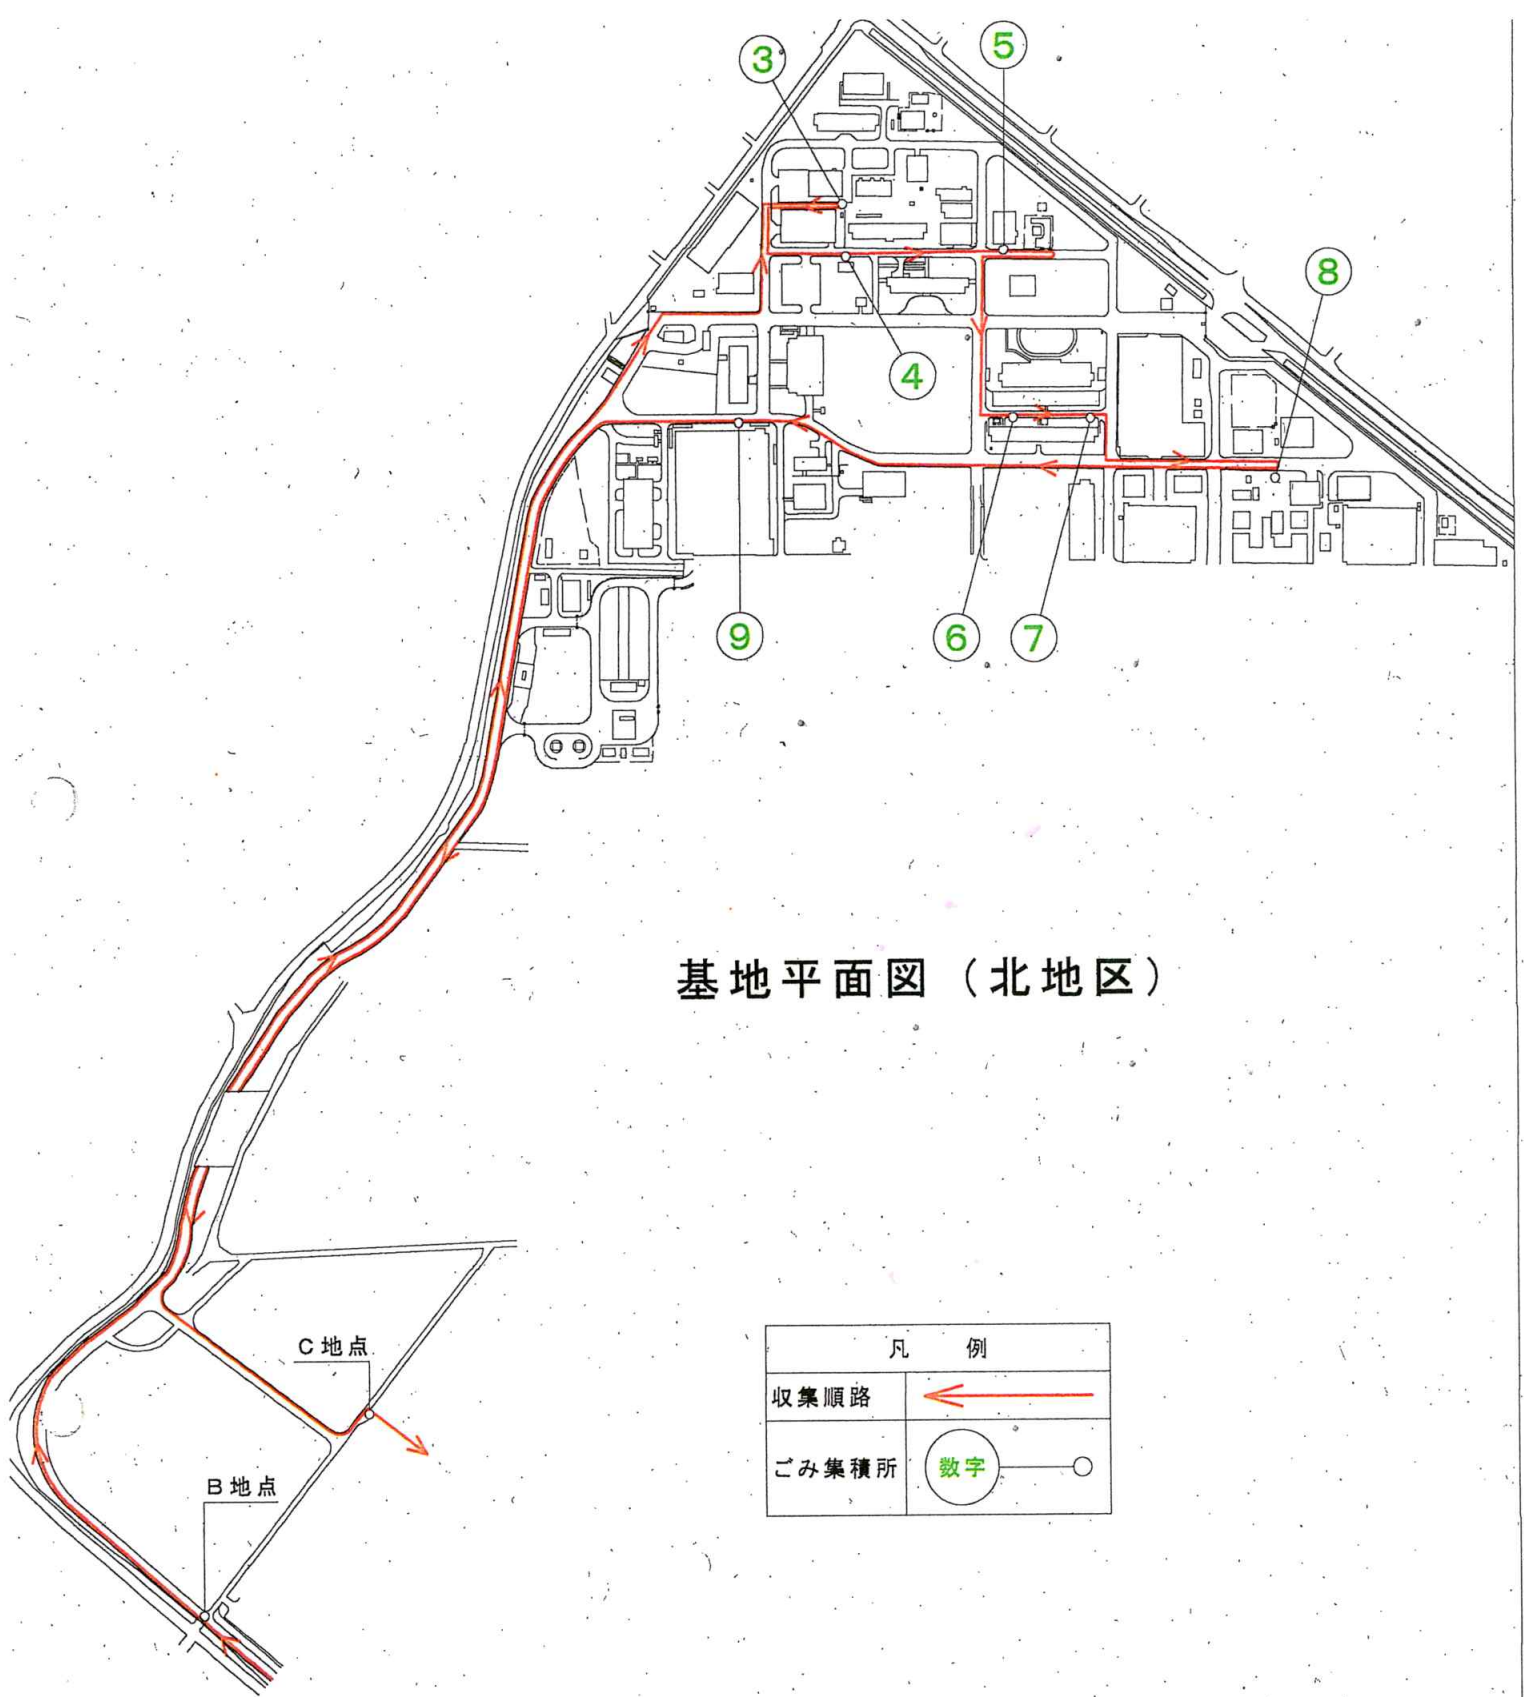 ③
⑤
⑧
④
⑨
⑥
⑦
基地平面図（北地区）
C地点
B地点
凡 例
収集順路
ごみ集積所
数字